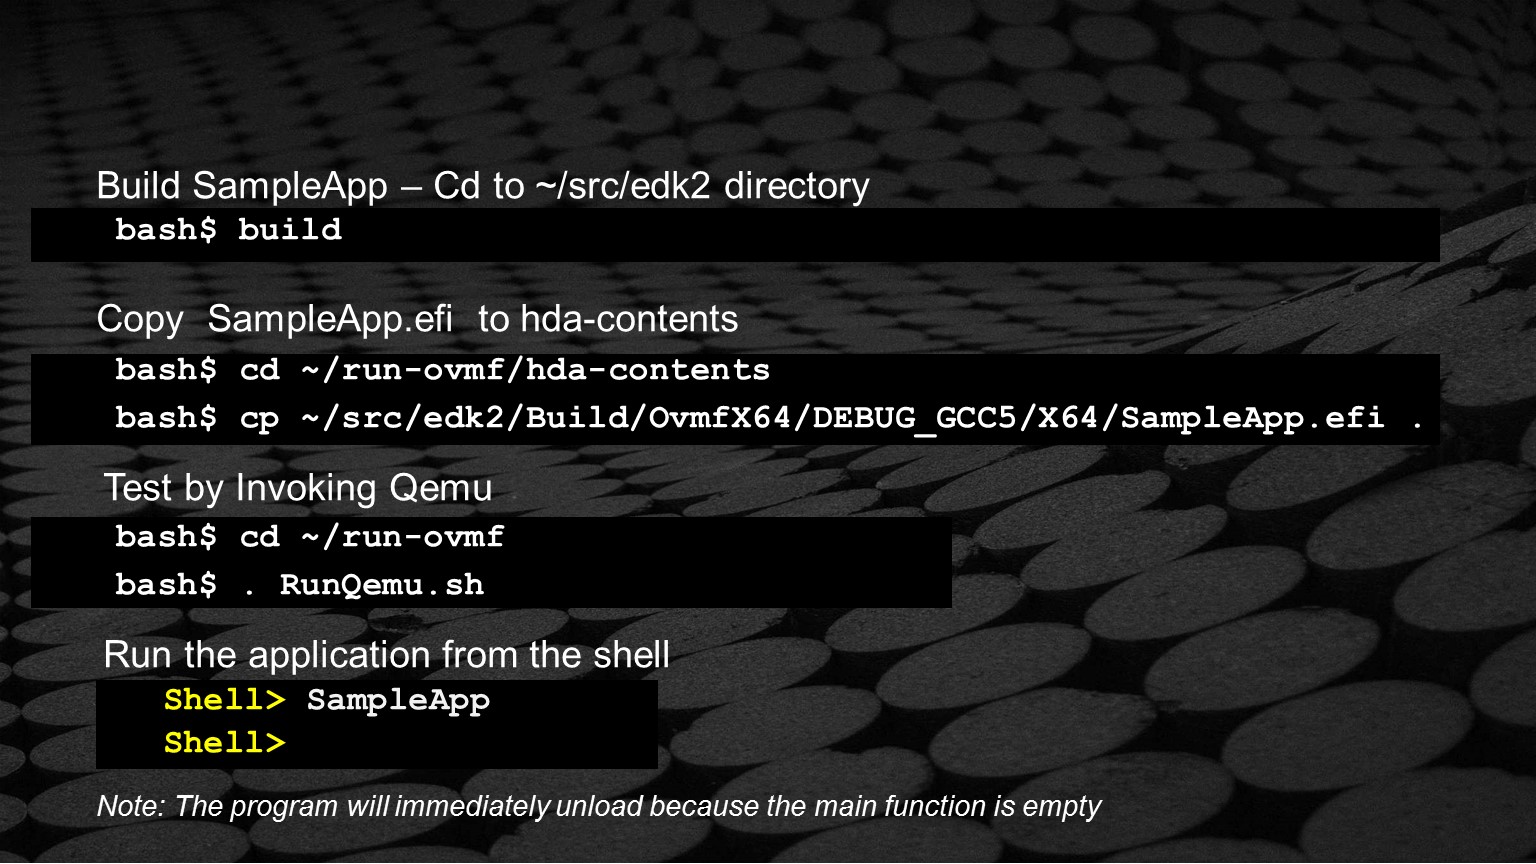 Build SampleApp – Cd to ~/src/edk2 directory
bash$ build
Copy SampleApp.efi to hda-contents
bash$ cd ~/run-ovmf/hda-contents
bash$ cp ~/src/edk2/Build/OvmfX64/DEBUG_GCC5/X64/SampleApp.efi .
Test by Invoking Qemu
bash$ cd ~/run-ovmf
bash$ . RunQemu.sh
Run the application from the shell
Shell> SampleApp
Shell>
Note: The program will immediately unload because the main function is empty